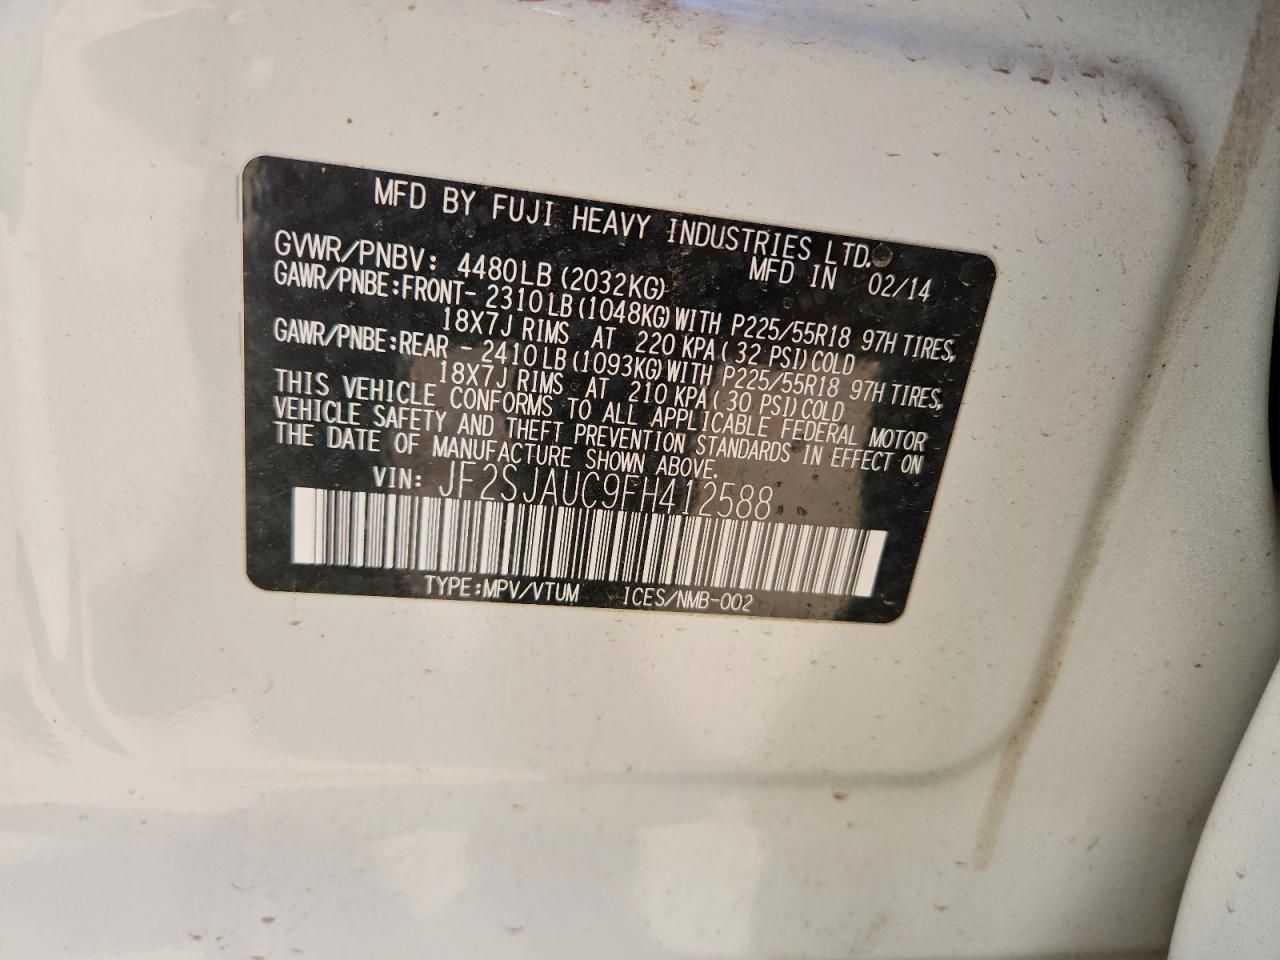 MFD BY FUJI HEAVY INDUSTRIES LTD.
MFD IN 02/14
GVWR/PNBV: 4480LB (2032KG)
GAWR/PNBE:FRONT- 2310LB (1048KG) WITH P225/55R18 97H TIRES,
18X7J RIMS AT 220 KPA ( 32 PSI) COLD
GAWR/PNBE:REAR - 2410LB (1093KG) WITH P225/55R18 97H TIRES,
18X7J RIMS AT 210 KPA ( 30 PSI) COLD
THIS VEHICLE CONFORMS TO ALL APPLICABLE FEDERAL MOTOR
VEHICLE SAFETY AND THEFT PREVENTION STANDARDS IN EFFECT ON
THE DATE OF MANUFACTURE SHOWN ABOVE.
VIN: JF2SJAUC9FH412588
TYPE:MPV/VTUM ICES/NMB-002